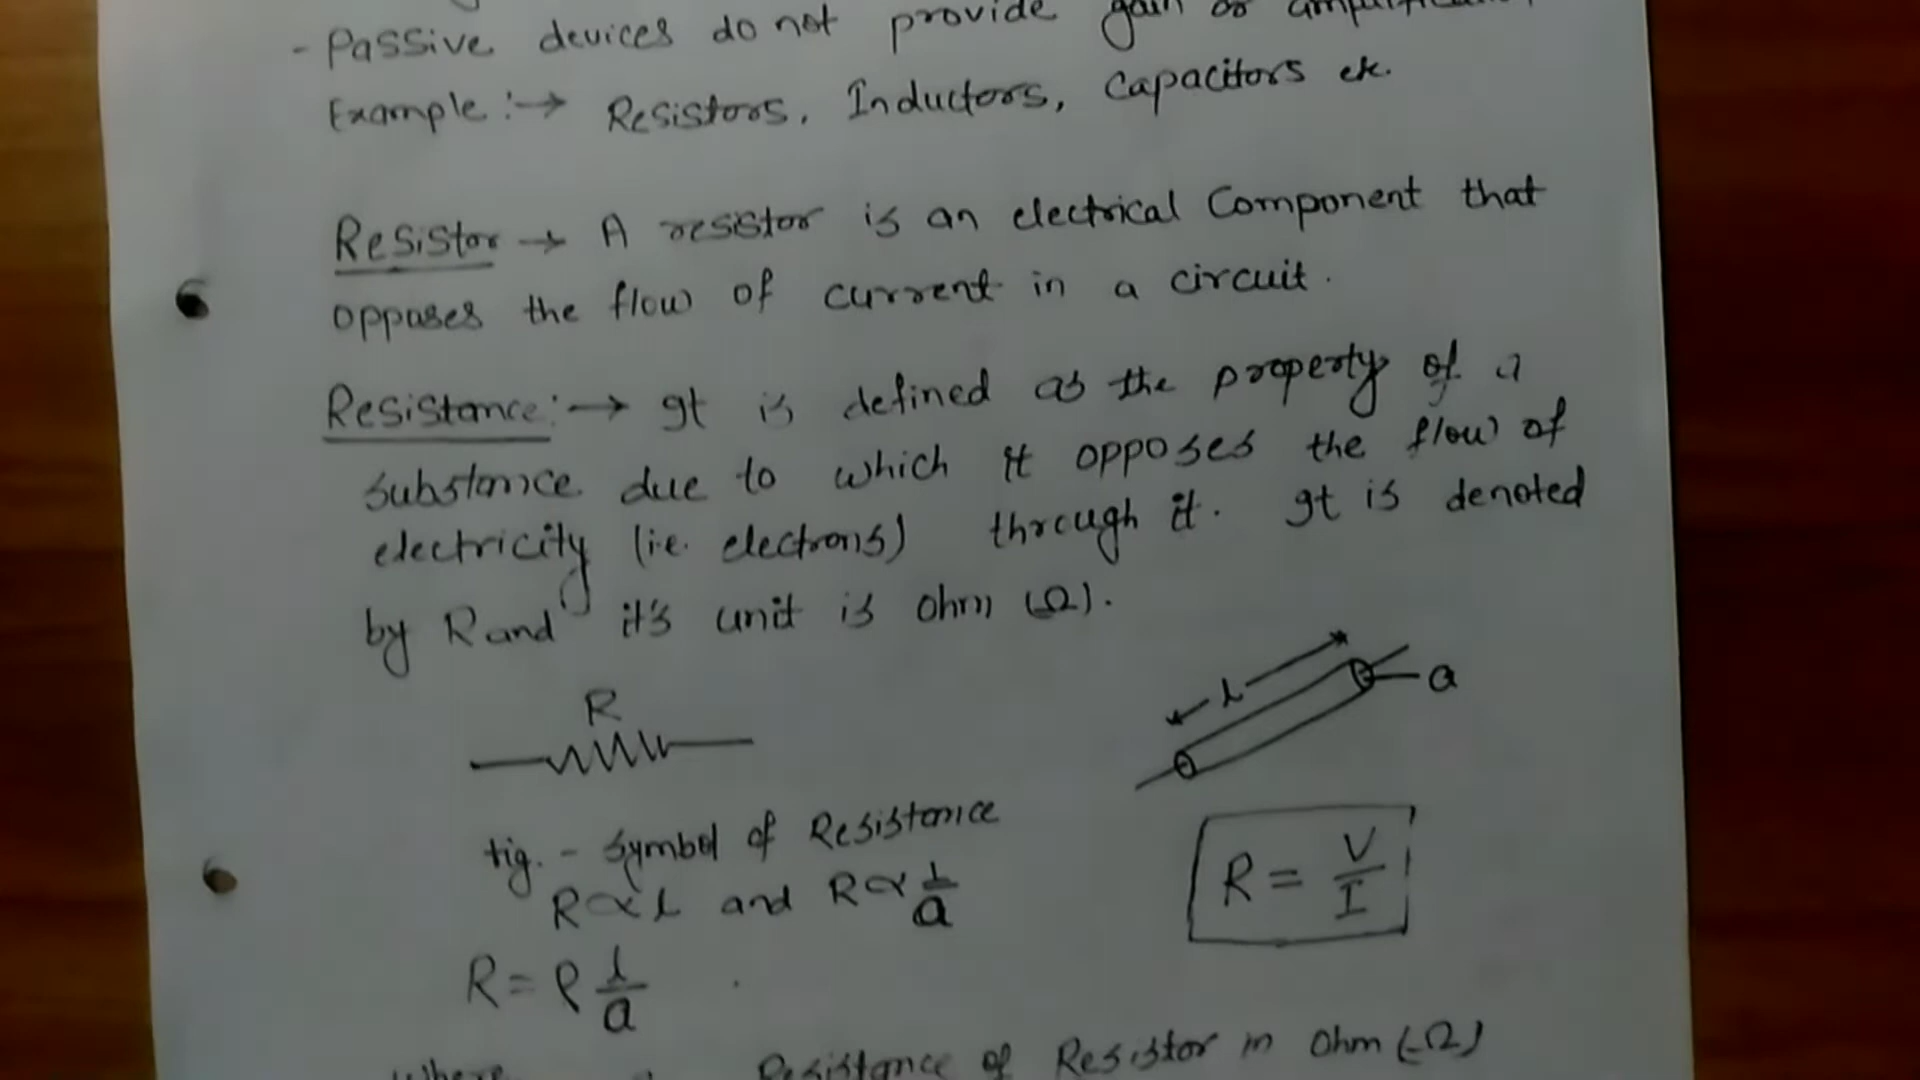 - Passive devices do not provide gain or
Example :→ Resistors, Inductors, Capacitors etc.
Resistor → A resistor is an electrical Component that
opposes the flow of current in a circuit.
Resistance :→ It is defined as the property of a
substance due to which it opposes the flow of
electricity (i.e. electrons) through it. It is denoted
by R and it's unit is ohm (Ω).
R
l
a
fig. - Symbol of Resistance
R ∝ l and R ∝ 1/a
R = V/I
R = ρ l/a
Where Resistance of Resistor in Ohm (Ω)